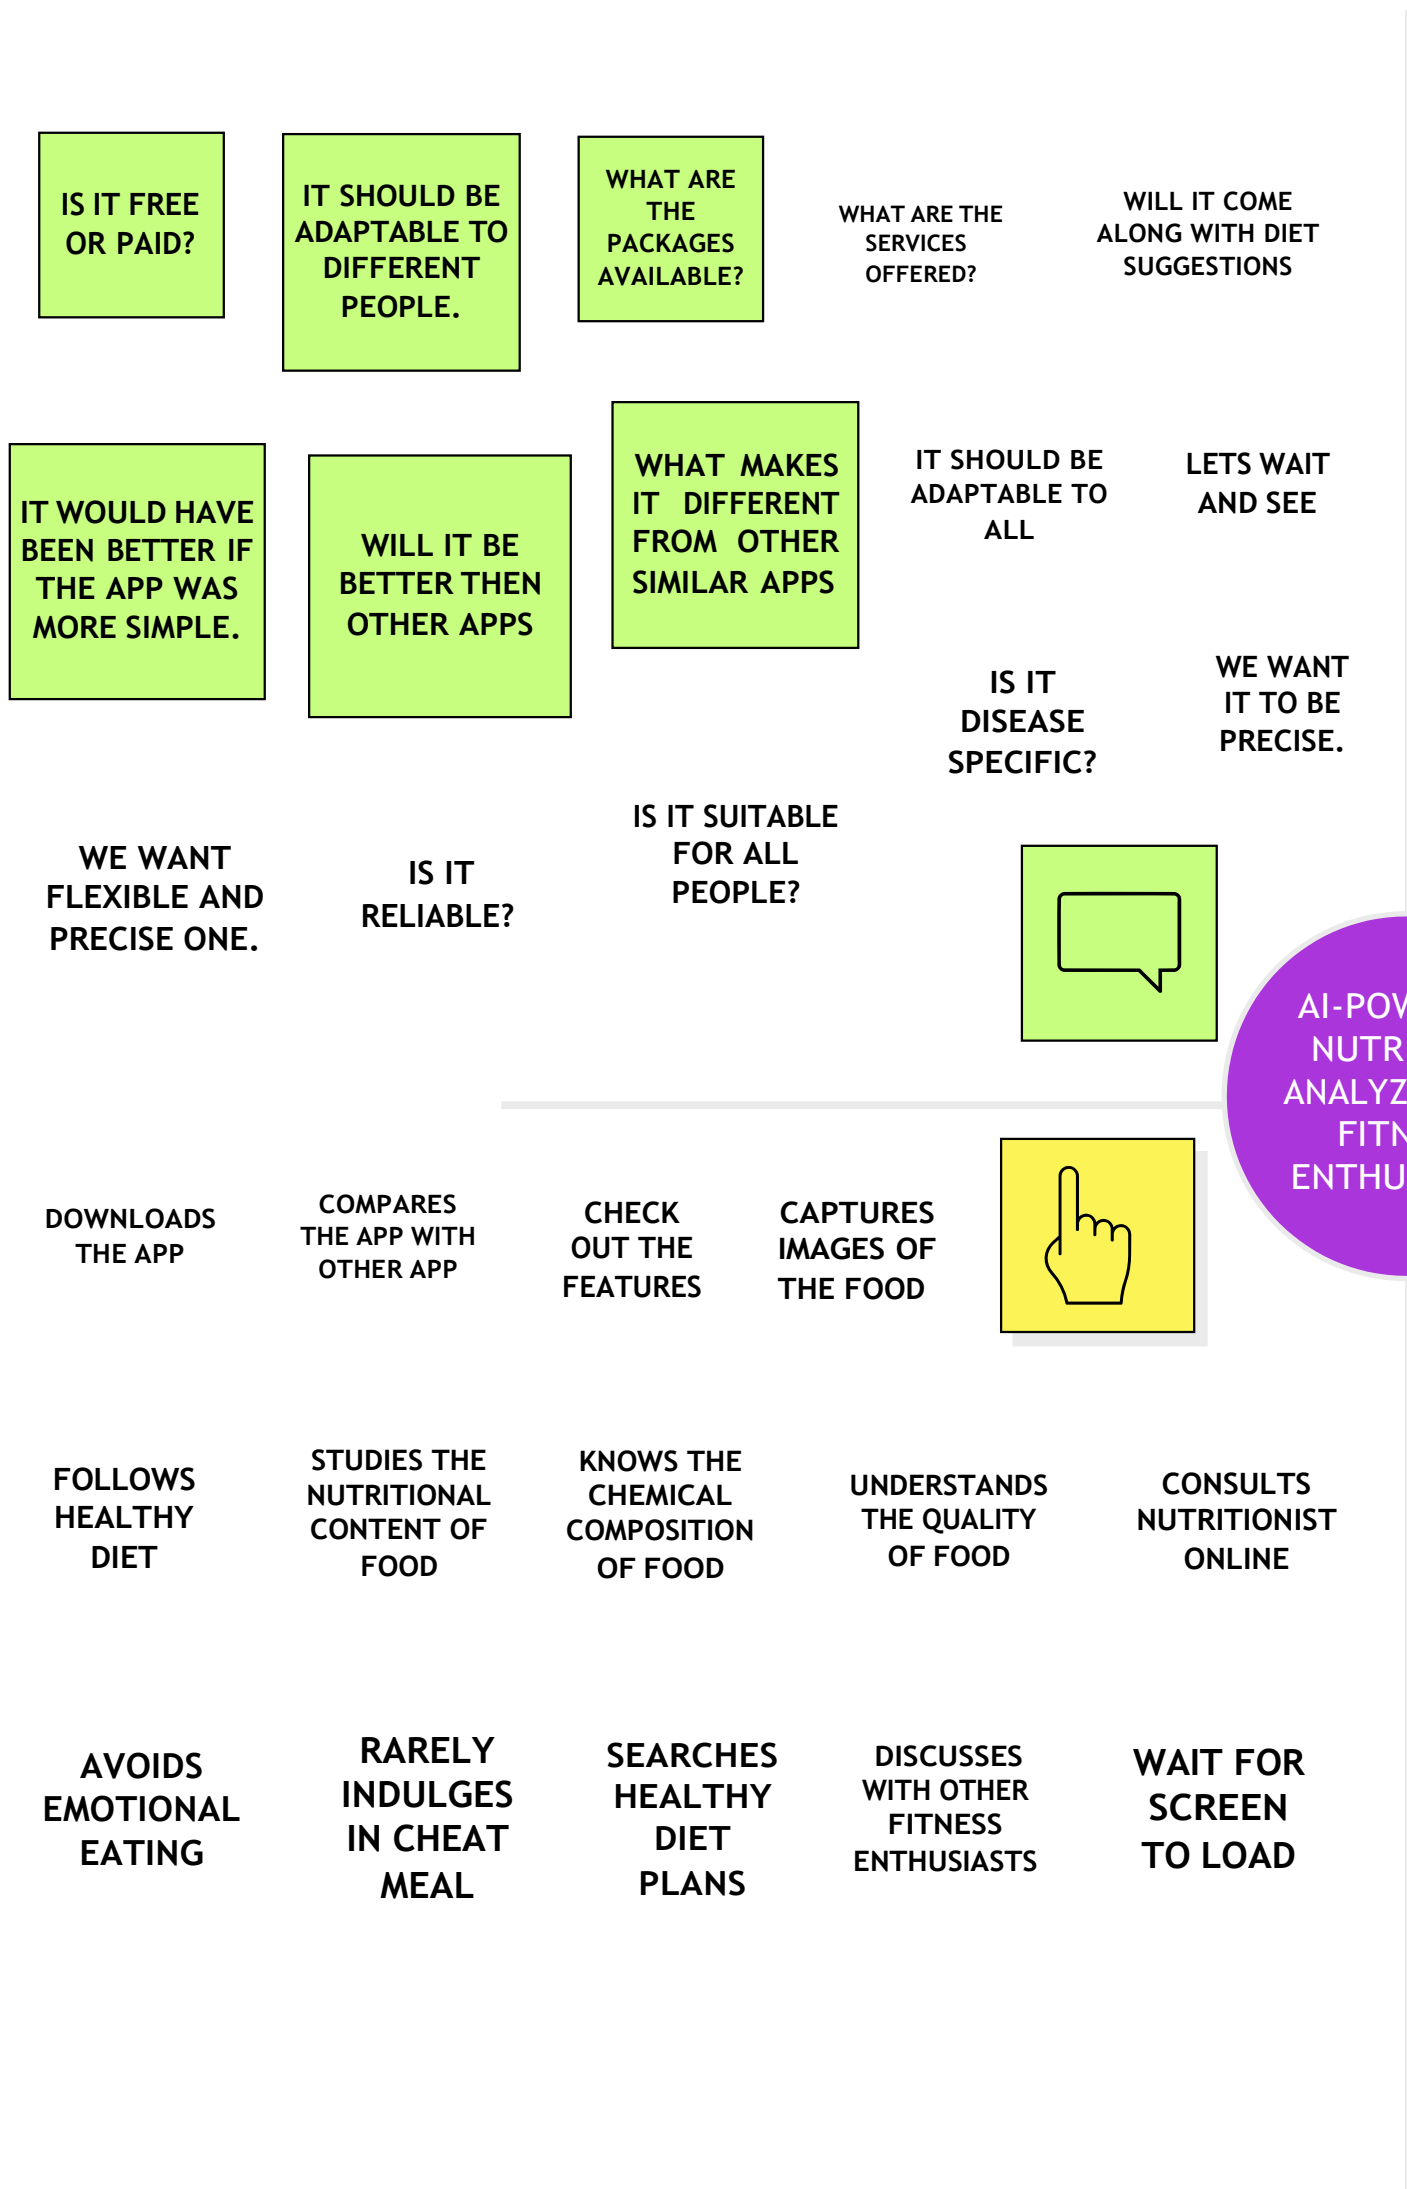 IS IT FREE
OR PAID?
IT SHOULD BE
ADAPTABLE TO
DIFFERENT
PEOPLE.
WHAT ARE
THE
PACKAGES
AVAILABLE?
WHAT ARE THE
SERVICES
OFFERED?
WILL IT COME
ALONG WITH DIET
SUGGESTIONS
IT WOULD HAVE
BEEN BETTER IF
THE APP WAS
MORE SIMPLE.
WILL IT BE
BETTER THEN
OTHER APPS
WHAT MAKES
IT DIFFERENT
FROM OTHER
SIMILAR APPS
IT SHOULD BE
ADAPTABLE TO
ALL
LETS WAIT
AND SEE
IS IT
DISEASE
SPECIFIC?
WE WANT
IT TO BE
PRECISE.
WE WANT
FLEXIBLE AND
PRECISE ONE.
IS IT
RELIABLE?
IS IT SUITABLE
FOR ALL
PEOPLE?
AI-POW
NUTR
ANALYZ
FITN
ENTHU
DOWNLOADS
THE APP
COMPARES
THE APP WITH
OTHER APP
CHECK
OUT THE
FEATURES
CAPTURES
IMAGES OF
THE FOOD
FOLLOWS
HEALTHY
DIET
STUDIES THE
NUTRITIONAL
CONTENT OF
FOOD
KNOWS THE
CHEMICAL
COMPOSITION
OF FOOD
UNDERSTANDS
THE QUALITY
OF FOOD
CONSULTS
NUTRITIONIST
ONLINE
AVOIDS
EMOTIONAL
EATING
RARELY
INDULGES
IN CHEAT
MEAL
SEARCHES
HEALTHY
DIET
PLANS
DISCUSSES
WITH OTHER
FITNESS
ENTHUSIASTS
WAIT FOR
SCREEN
TO LOAD